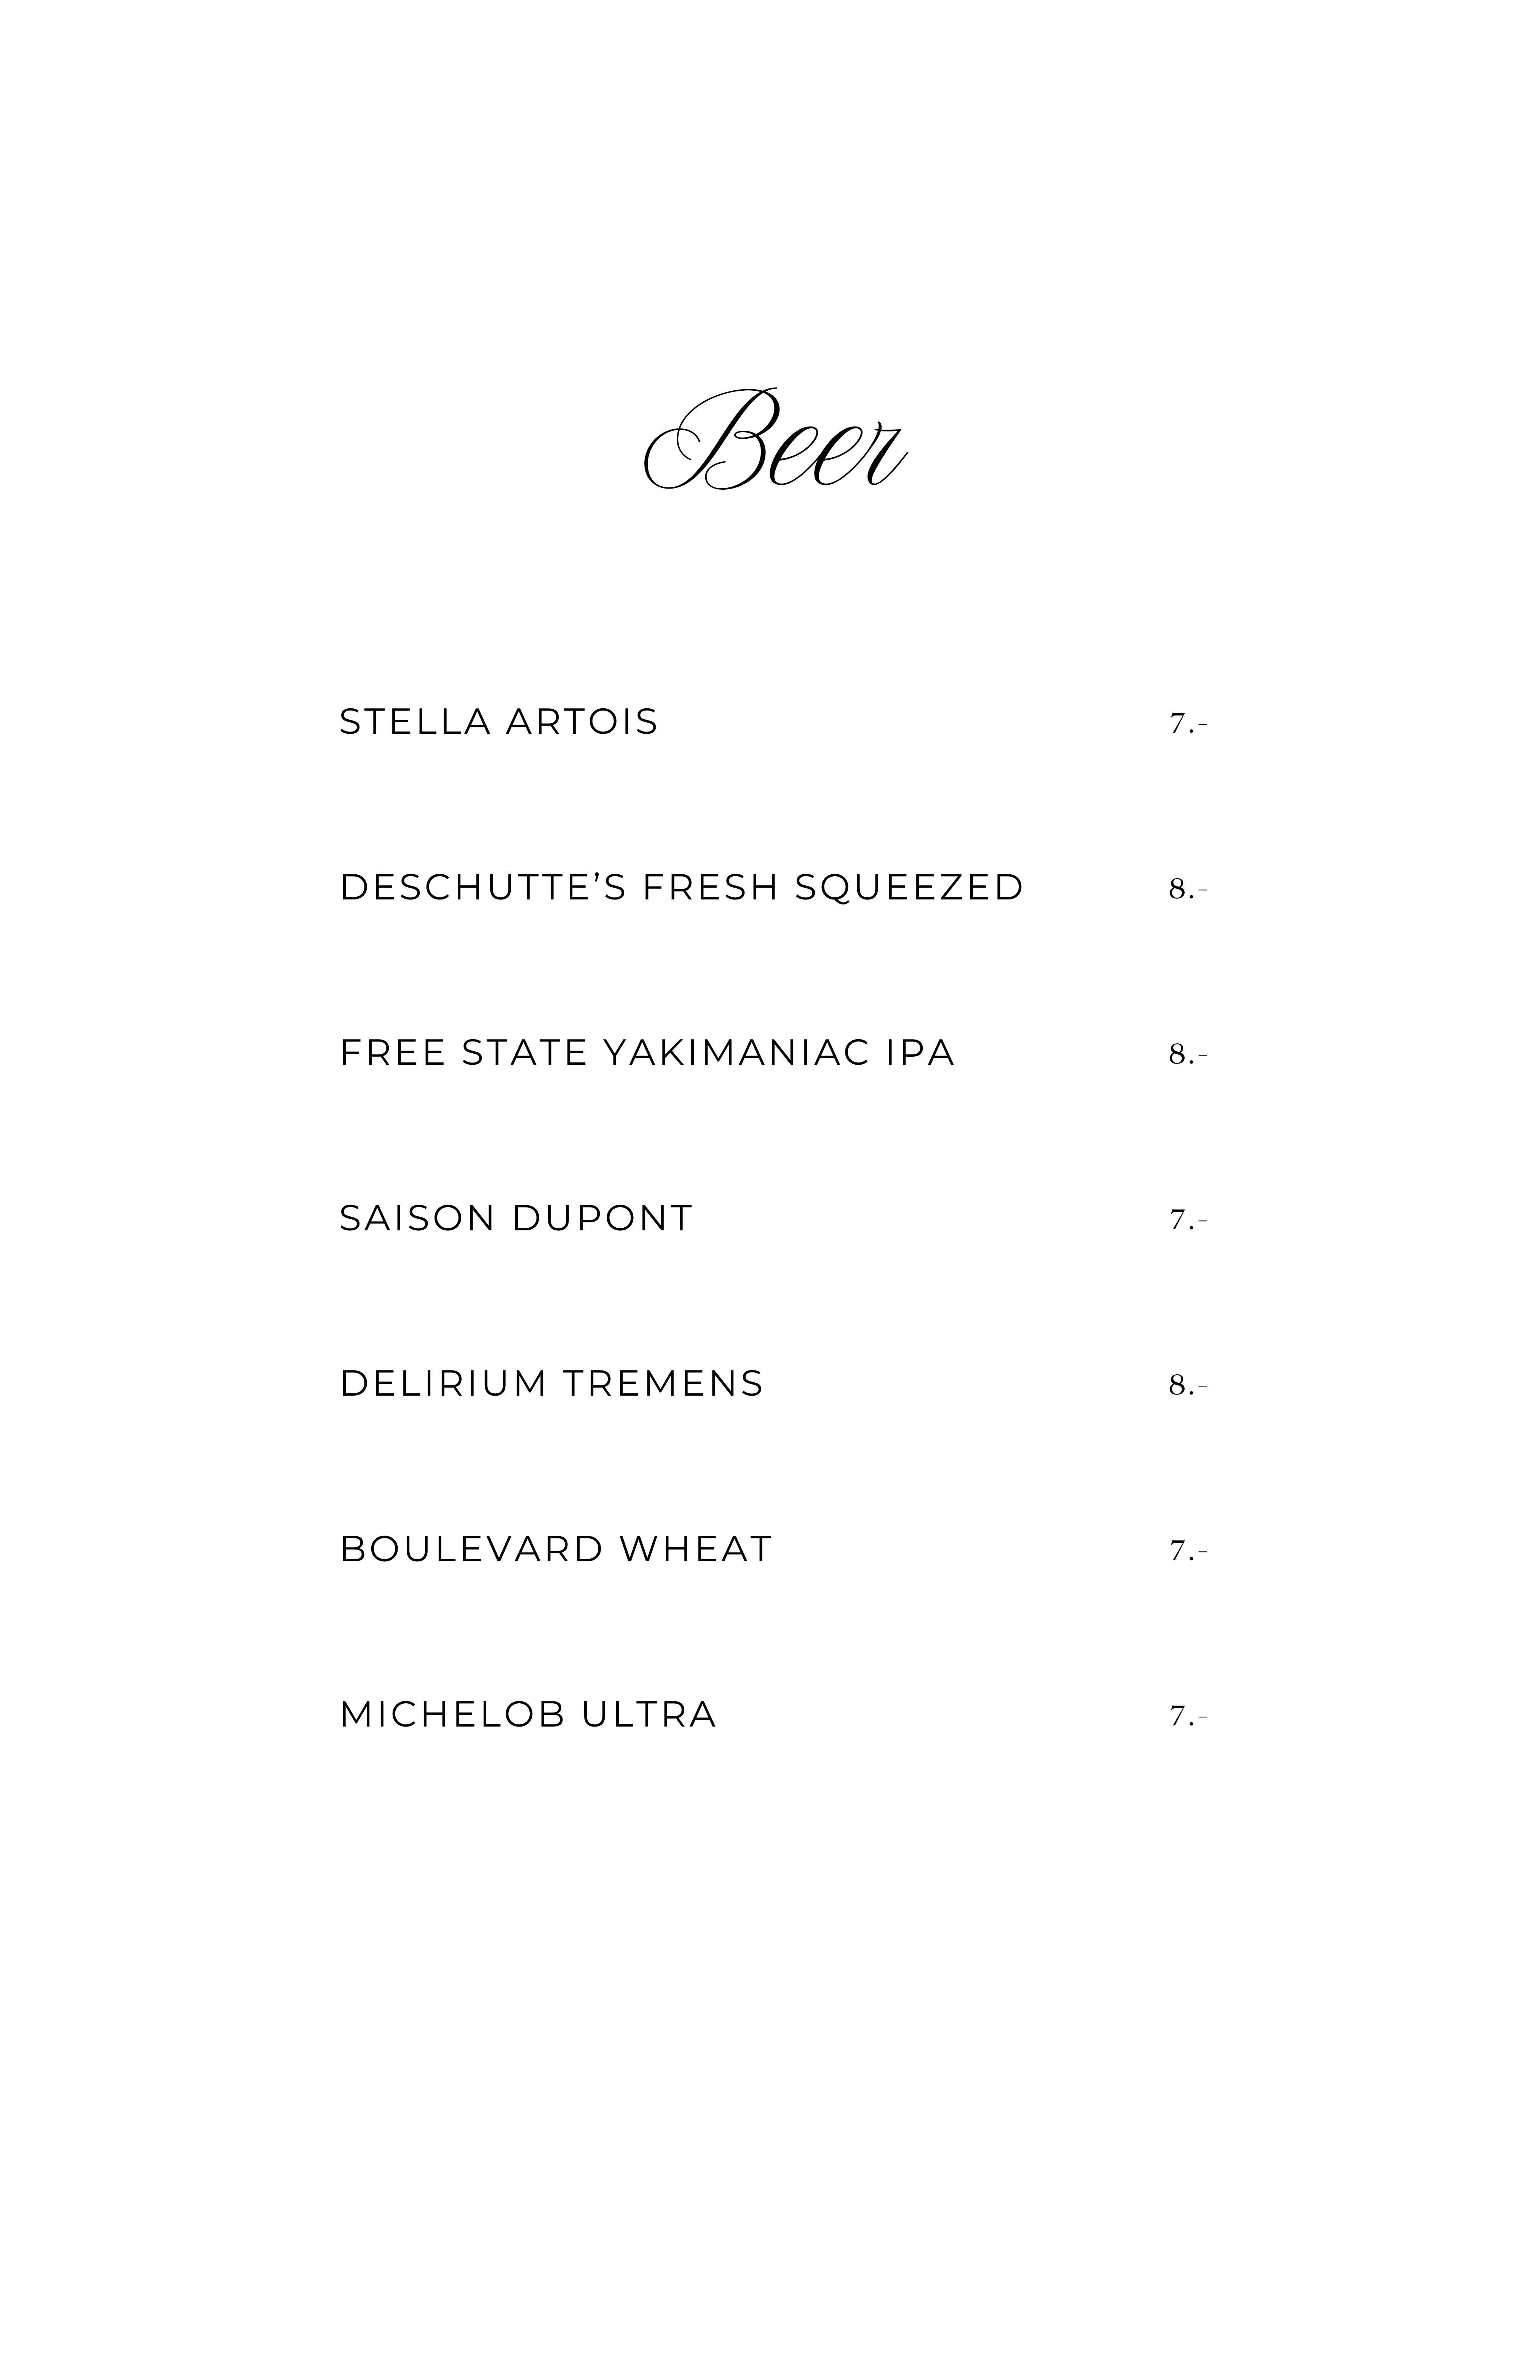 Beer
STELLA ARTOIS 7.-
DESCHUTTE’S FRESH SQUEEZED 8.-
FREE STATE YAKIMANIAC IPA 8.-
SAISON DUPONT 7.-
DELIRIUM TREMENS 8.-
BOULEVARD WHEAT 7.-
MICHELOB ULTRA 7.-